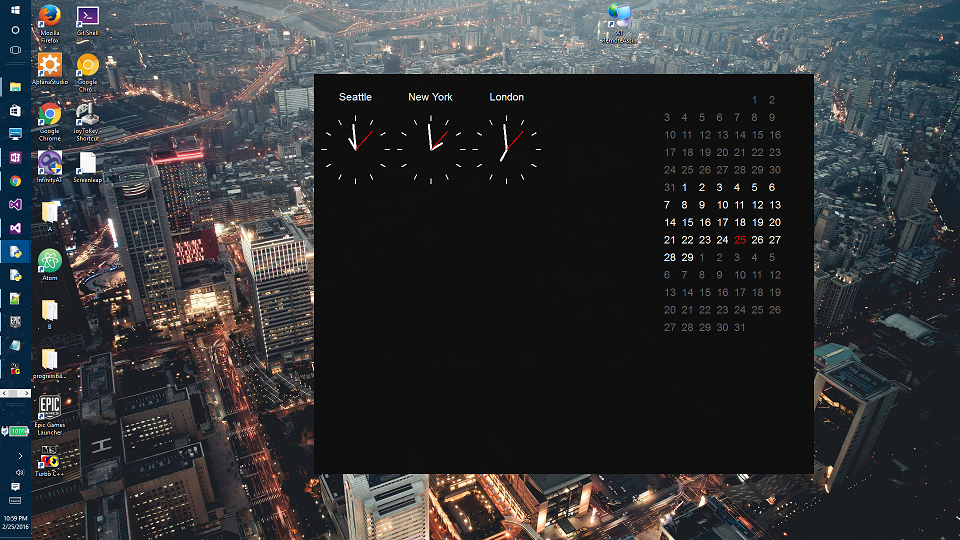 Mozilla
Firefox
Git Shell
AptanaStudio
Google
Chro...
Google
Chrome
JoyToKey
Shortcut
InfinityAT
Screenleap
A
Atom
B
progressba...
Epic Games
Launcher
Turbo C++
EPIC
GAMES
100%
10:59 PM
2/25/2016
Seattle New York London
1 2
3 4 5 6 7 8 9
10 11 12 13 14 15 16
17 18 19 20 21 22 23
24 25 26 27 28 29 30
31 1 2 3 4 5 6
7 8 9 10 11 12 13
14 15 16 17 18 19 20
21 22 23 24 25 26 27
28 29 1 2 3 4 5
6 7 8 9 10 11 12
13 14 15 16 17 18 19
20 21 22 23 24 25 26
27 28 29 30 31